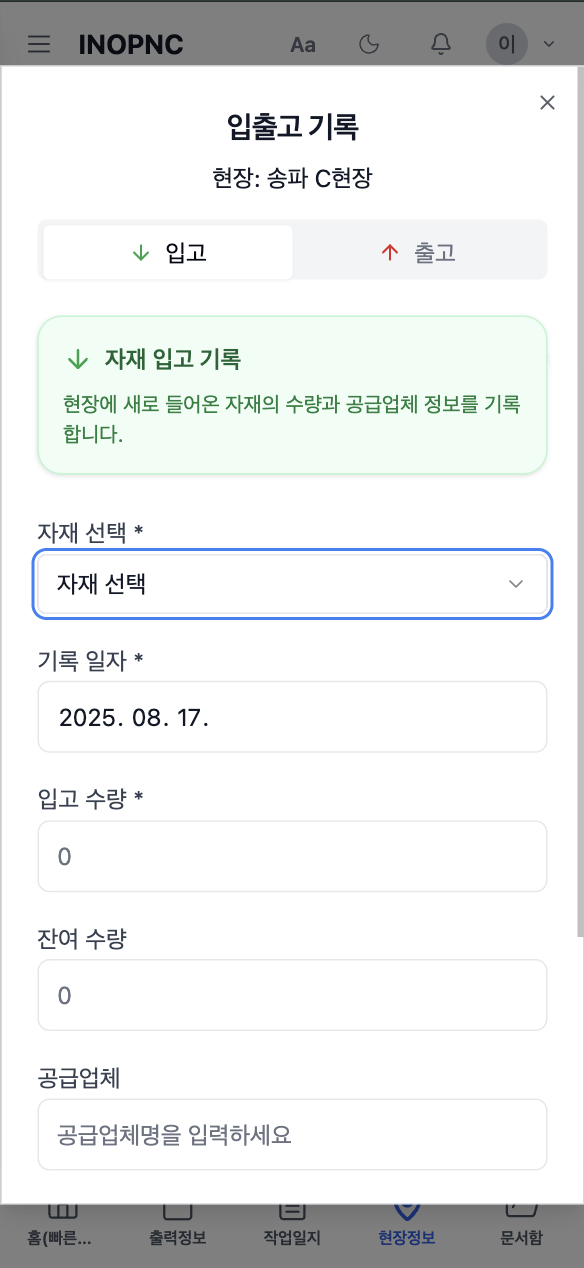 INOPNC
Aa
이
입출고 기록
현장: 송파 C현장
입고
출고
자재 입고 기록
현장에 새로 들어온 자재의 수량과 공급업체 정보를 기록
합니다.
자재 선택 *
자재 선택
기록 일자 *
2025. 08. 17.
입고 수량 *
0
잔여 수량
0
공급업체
공급업체명을 입력하세요
홈(빠른...
출력정보
작업일지
현장정보
문서함